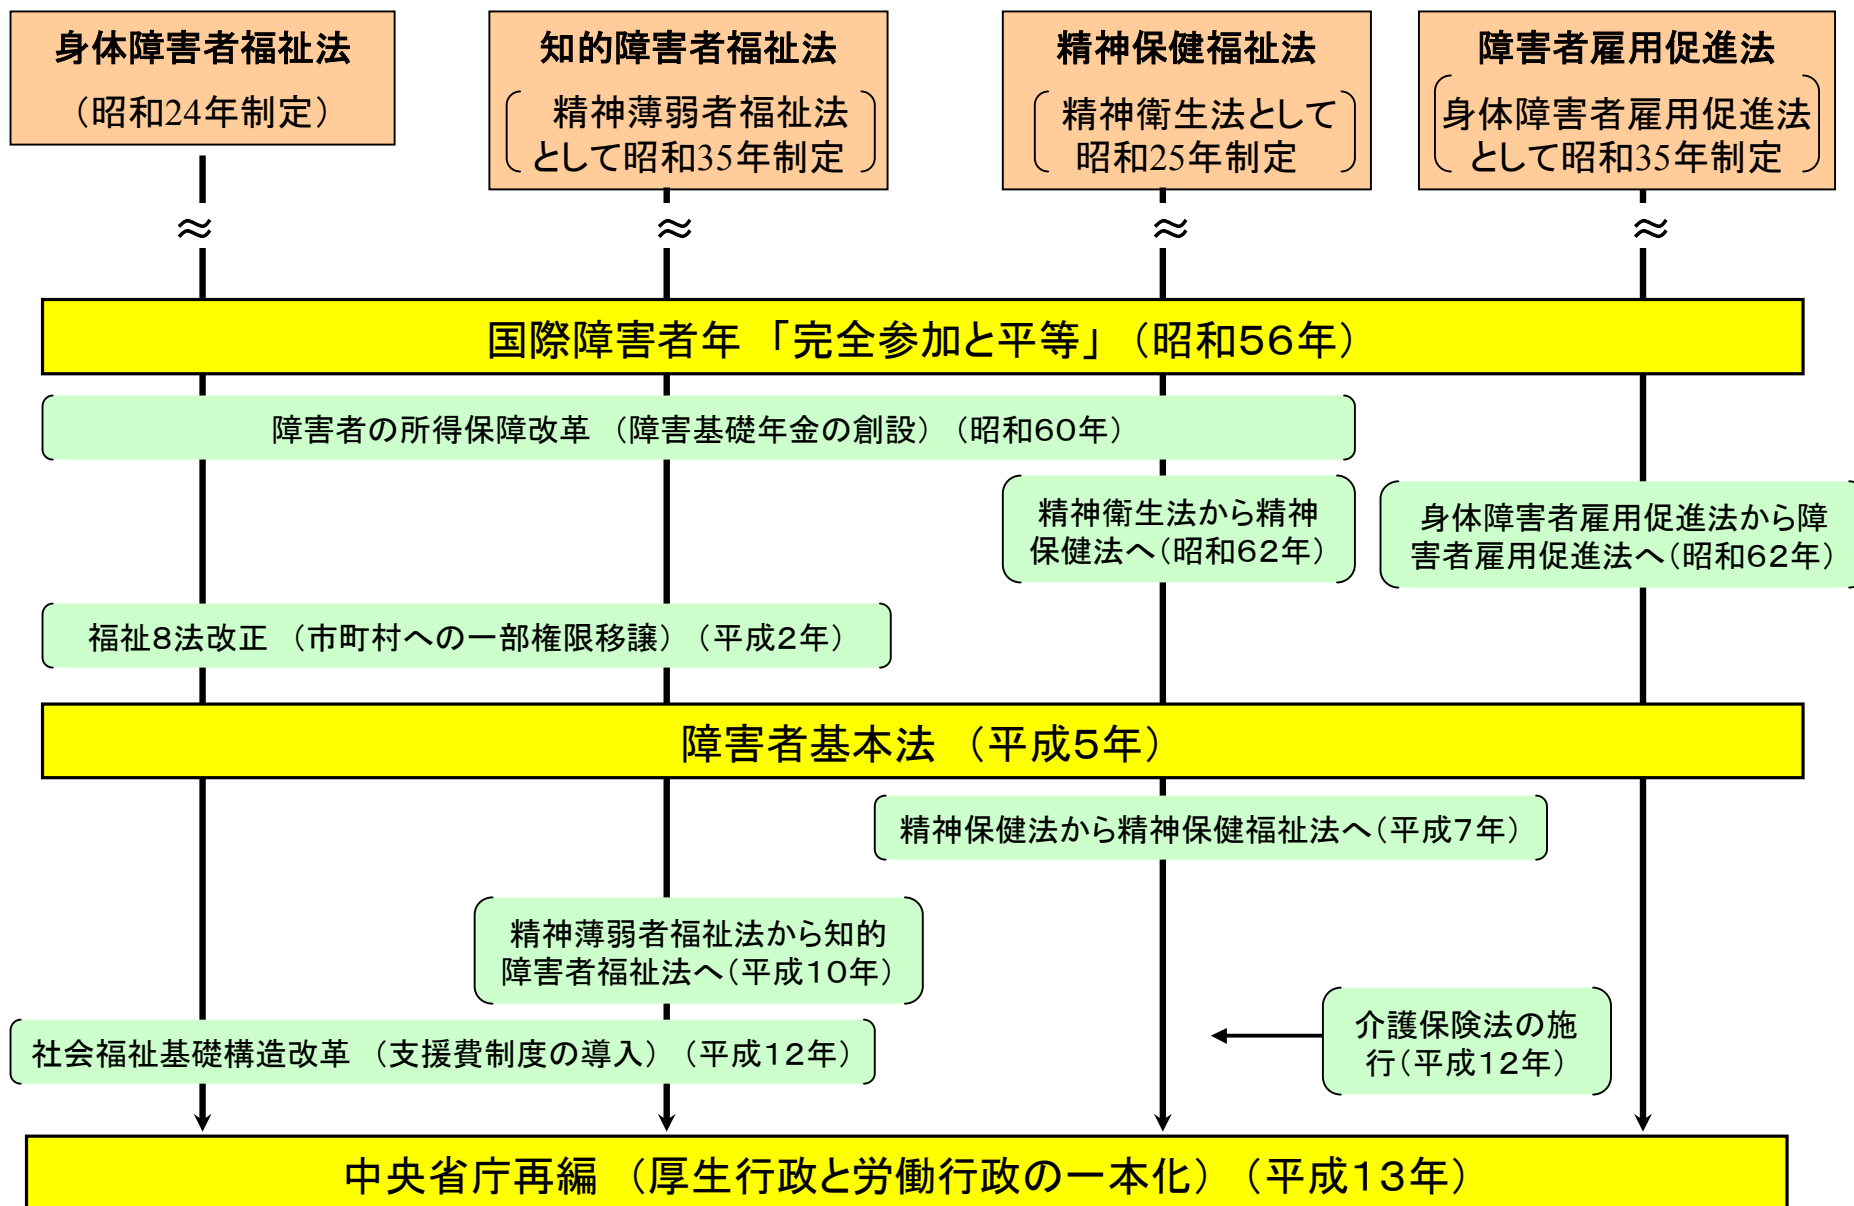 身体障害者福祉法
（昭和24年制定）
知的障害者福祉法
精神薄弱者福祉法
として昭和35年制定
精神保健福祉法
精神衛生法として
昭和25年制定
障害者雇用促進法
身体障害者雇用促進法
として昭和35年制定
≈ ≈ ≈ ≈
国際障害者年 「完全参加と平等」 （昭和５６年）
障害者の所得保障改革 （障害基礎年金の創設） （昭和６０年）
精神衛生法から精神
保健法へ（昭和６２年）
身体障害者雇用促進法から障
害者雇用促進法へ（昭和６２年）
福祉８法改正 （市町村への一部権限移譲） （平成２年）
障害者基本法 （平成５年）
精神保健法から精神保健福祉法へ（平成７年）
精神薄弱者福祉法から知的
障害者福祉法へ（平成１０年）
社会福祉基礎構造改革 （支援費制度の導入） （平成１２年）
介護保険法の施
行（平成１２年）
中央省庁再編 （厚生行政と労働行政の一本化） （平成１３年）